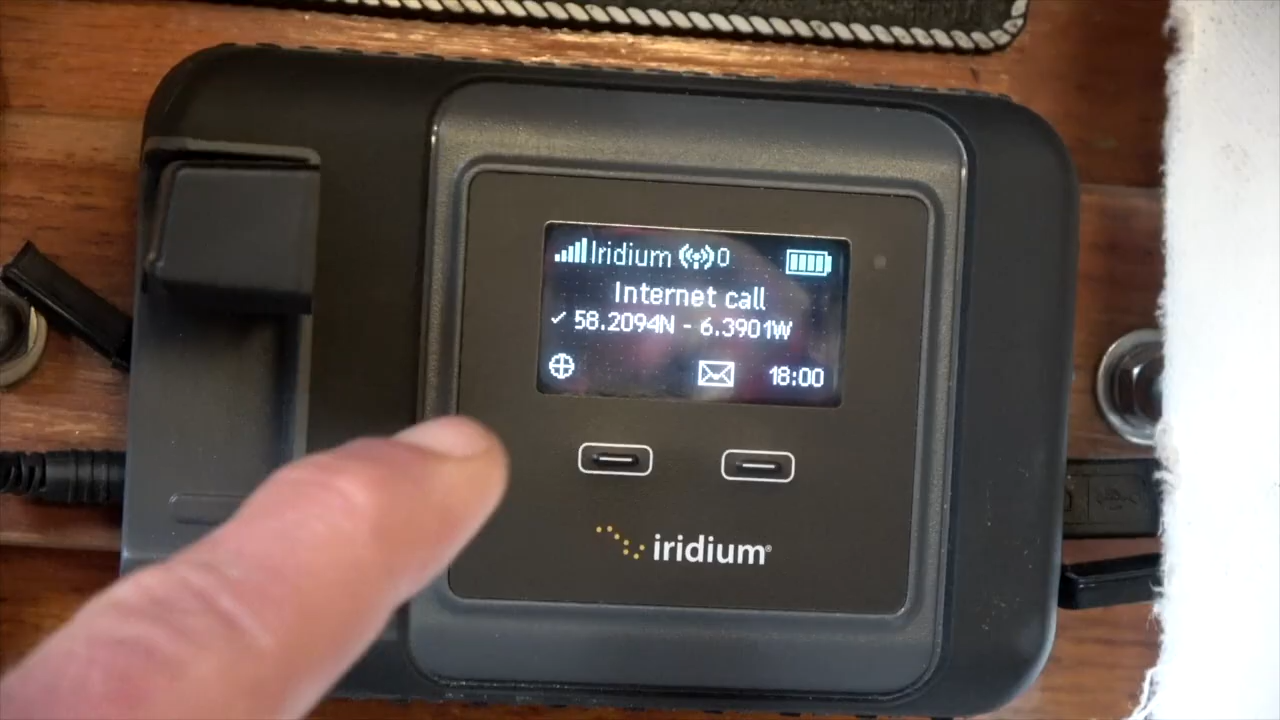 Iridium 0
Internet call
✓ 58.2094N - 6.3901W
18:00
iridium®